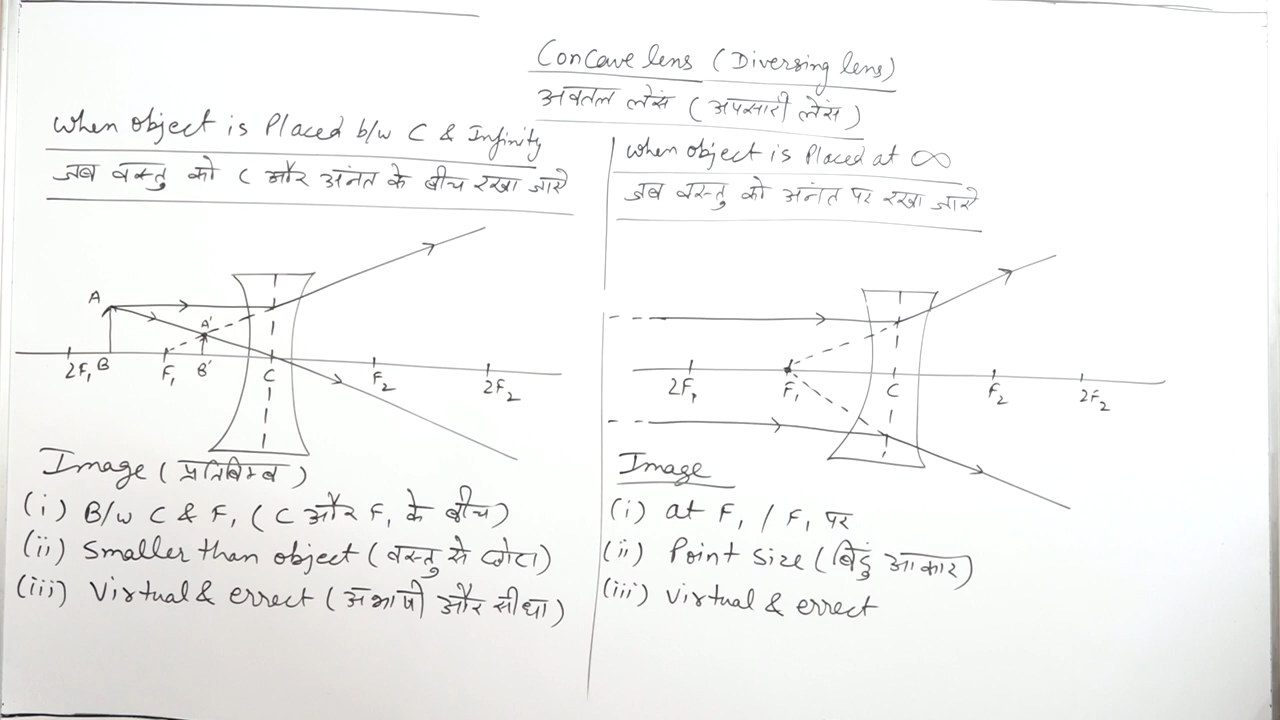 Concave lens (Diversing lens)
अवतल लेंस (अपसारी लेंस)
When object is Placed b/w C & Infinity
जब वस्तु को C और अनंत के बीच रखा जाये
A
A'
2F₁ B F₁ B' C F₂ 2F₂
Image (प्रतिबिम्ब)
(i) B/w C & F₁ (C और F₁ के बीच)
(ii) Smaller than object (वस्तु से छोटा)
(iii) Virtual & errect (अभाषी और सीधा)
When object is Placed at ∞
जब वस्तु को अनंत पर रखा जाये
2F₁ F₁ C F₂ 2F₂
Image
(i) at F₁ / F₁ पर
(ii) Point size (बिंदु आकार)
(iii) Virtual & errect